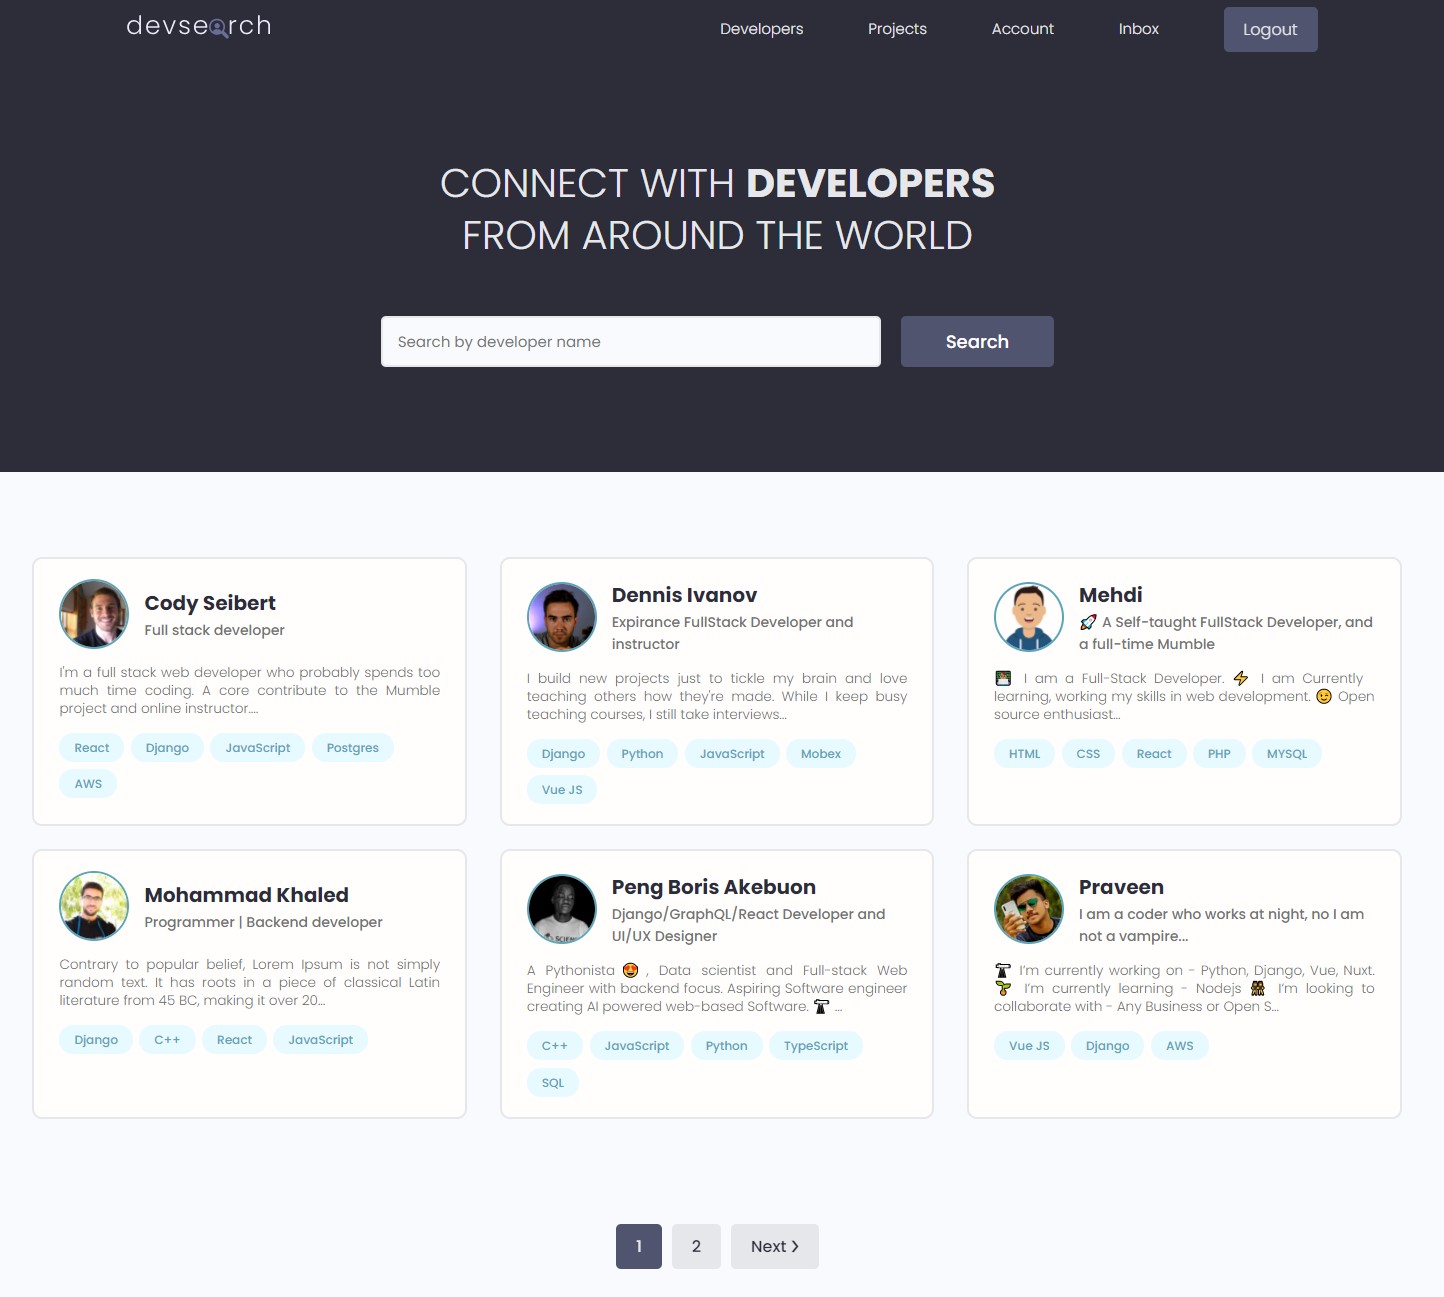 devsearch
Developers
Projects
Account
Inbox
Logout
CONNECT WITH DEVELOPERS
FROM AROUND THE WORLD
Search by developer name
Search
Cody Seibert
Full stack developer
I'm a full stack web developer who probably spends too
much time coding. A core contribute to the Mumble
project and online instructor....
React
Django
JavaScript
Postgres
AWS
Dennis Ivanov
Expirance FullStack Developer and
instructor
I build new projects just to tickle my brain and love
teaching others how they're made. While I keep busy
teaching courses, I still take interviews...
Django
Python
JavaScript
Mobex
Vue JS
Mehdi
🚀 A Self-taught FullStack Developer, and
a full-time Mumble
👨🏽‍💻 I am a Full-Stack Developer. ⚡ I am Currently
learning, working my skills in web development. 😉 Open
source enthusiast...
HTML
CSS
React
PHP
MYSQL
Mohammad Khaled
Programmer | Backend developer
Contrary to popular belief, Lorem Ipsum is not simply
random text. It has roots in a piece of classical Latin
literature from 45 BC, making it over 20...
Django
C++
React
JavaScript
Peng Boris Akebuon
Django/GraphQL/React Developer and
UI/UX Designer
A Pythonista 😍 , Data scientist and Full-stack Web
Engineer with backend focus. Aspiring Software engineer
creating AI powered web-based Software. ...
C++
JavaScript
Python
TypeScript
SQL
Praveen
I am a coder who works at night, no I am
not a vampire...
I'm currently working on - Python, Django, Vue, Nuxt.
🌱 I'm currently learning - Nodejs 👯 I'm looking to
collaborate with - Any Business or Open S...
Vue JS
Django
AWS
1
2
Next ❯
SCIEN